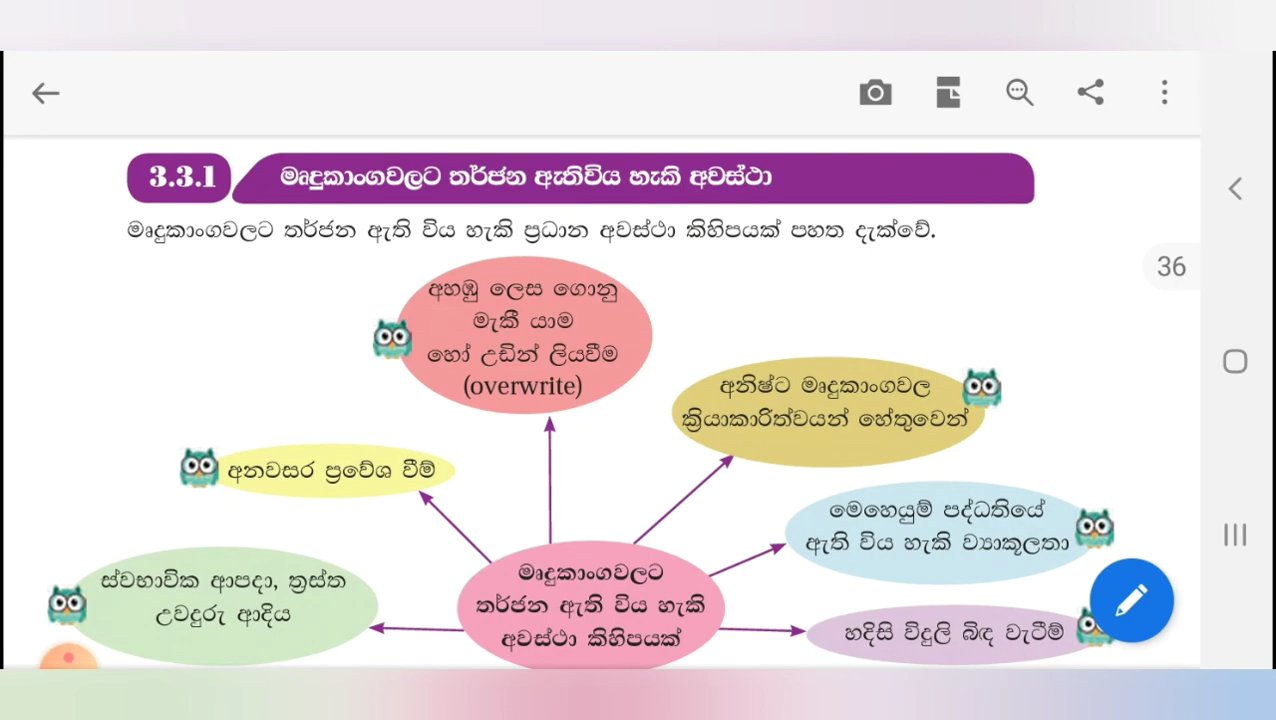 3.3.1 මෘදුකාංගවලට තර්ජන ඇතිවිය හැකි අවස්ථා
මෘදුකාංගවලට තර්ජන ඇති විය හැකි ප්‍රධාන අවස්ථා කිහිපයක් පහත දැක්වේ.
36
අහඹු ලෙස ගොනු
මැකී යාම
හෝ උඩින් ලියවීම
(overwrite)
අනිෂ්ට මෘදුකාංගවල
ක්‍රියාකාරිත්වයන් හේතුවෙන්
අනවසර ප්‍රවේශ වීම්
මෙහෙයුම් පද්ධතියේ
ඇති විය හැකි ව්‍යාකූලතා
ස්වභාවික ආපදා, ත්‍රස්ත
උවදුරු ආදිය
මෘදුකාංගවලට
තර්ජන ඇති විය හැකි
අවස්ථා කිහිපයක්
හදිසි විදුලි බිඳ වැටීම්